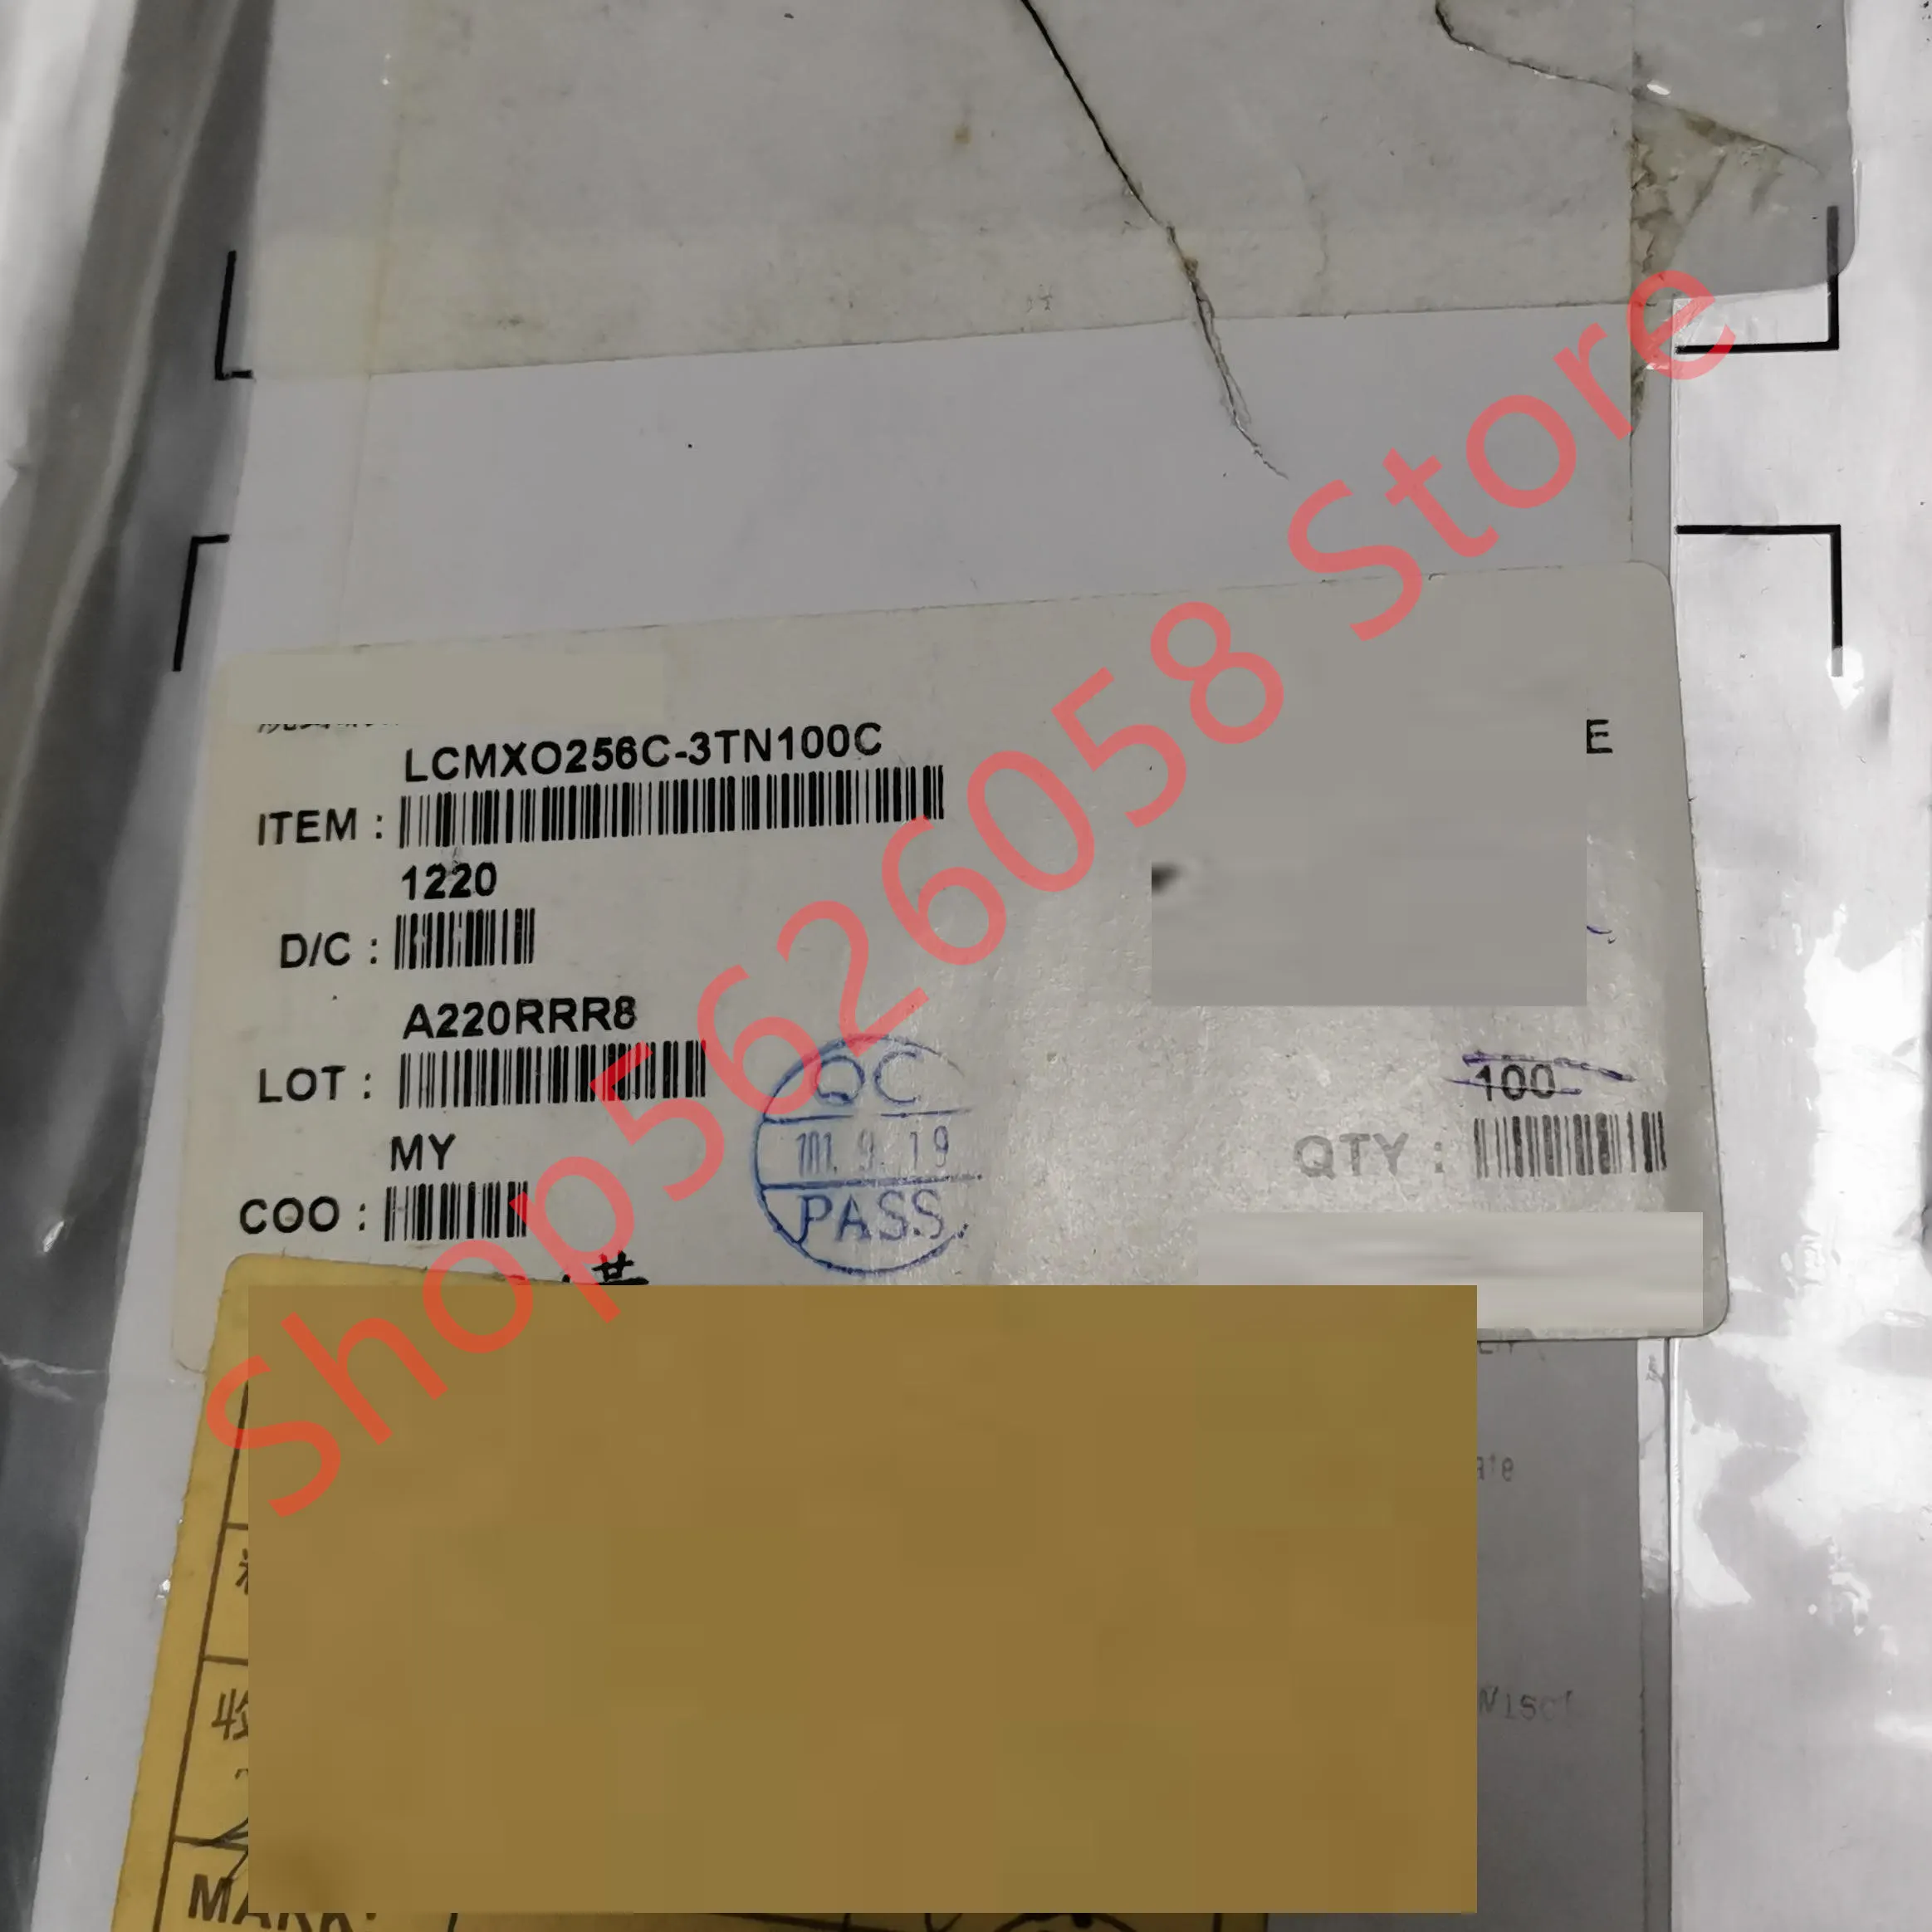 LCMXO256C-3TN100C
E
ITEM :
1220
D/C :
A220RRR8
LOT :
100
QTY :
MY
COO :
QC
101. 9. 19
PASS.
Shop5626058 Store